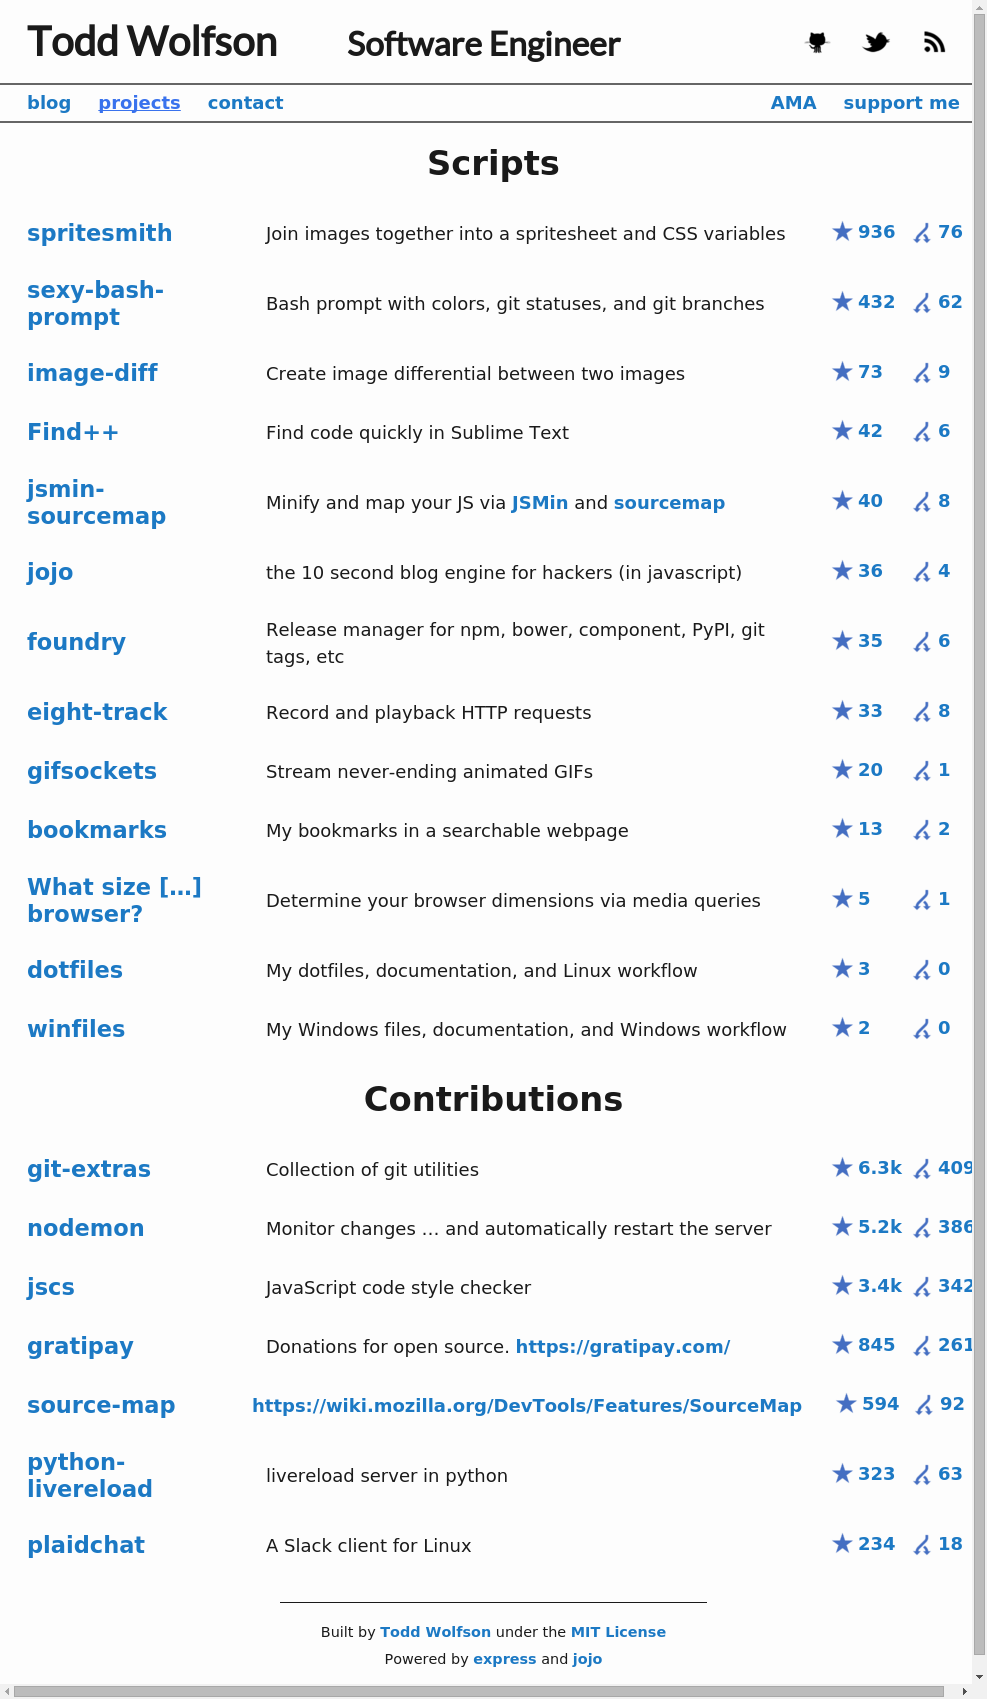 Todd Wolfson Software Engineer
blog projects contact AMA support me
Scripts
spritesmith Join images together into a spritesheet and CSS variables 936 76
sexy-bash-
prompt Bash prompt with colors, git statuses, and git branches 432 62
image-diff Create image differential between two images 73 9
Find++ Find code quickly in Sublime Text 42 6
jsmin-
sourcemap Minify and map your JS via JSMin and sourcemap 40 8
jojo the 10 second blog engine for hackers (in javascript) 36 4
foundry Release manager for npm, bower, component, PyPI, git
tags, etc 35 6
eight-track Record and playback HTTP requests 33 8
gifsockets Stream never-ending animated GIFs 20 1
bookmarks My bookmarks in a searchable webpage 13 2
What size [...]
browser? Determine your browser dimensions via media queries 5 1
dotfiles My dotfiles, documentation, and Linux workflow 3 0
winfiles My Windows files, documentation, and Windows workflow 2 0
Contributions
git-extras Collection of git utilities 6.3k 409
nodemon Monitor changes ... and automatically restart the server 5.2k 386
jscs JavaScript code style checker 3.4k 342
gratipay Donations for open source. https://gratipay.com/ 845 261
source-map https://wiki.mozilla.org/DevTools/Features/SourceMap 594 92
python-
livereload livereload server in python 323 63
plaidchat A Slack client for Linux 234 18
Built by Todd Wolfson under the MIT License
Powered by express and jojo